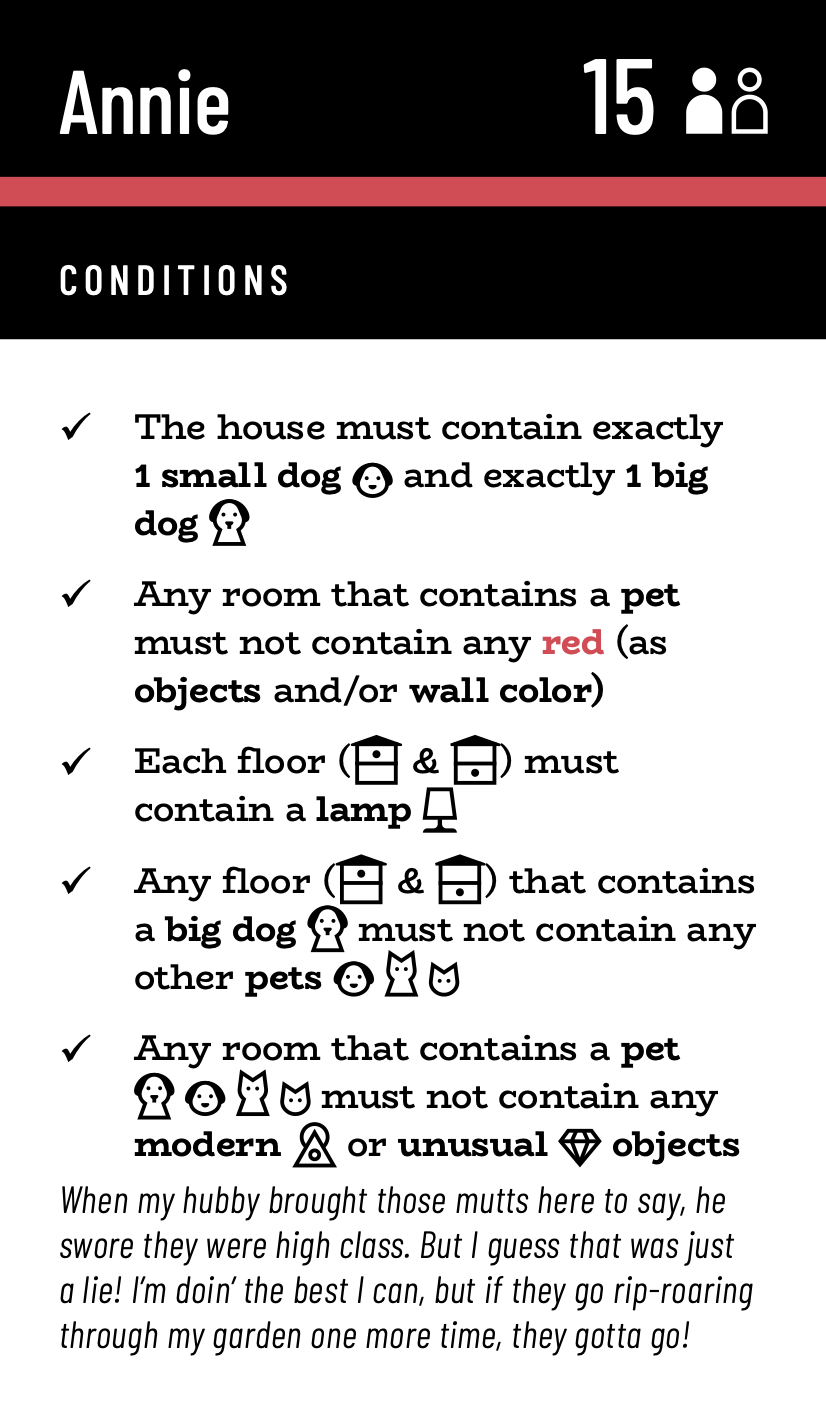 Annie 15
CONDITIONS
✓ The house must contain exactly
1 small dog and exactly 1 big
dog
✓ Any room that contains a pet
must not contain any red (as
objects and/or wall color)
✓ Each floor ( & ) must
contain a lamp
✓ Any floor ( & ) that contains
a big dog must not contain any
other pets
✓ Any room that contains a pet
must not contain any
modern or unusual objects
When my hubby brought those mutts here to say, he
swore they were high class. But I guess that was just
a lie! I’m doin’ the best I can, but if they go rip-roaring
through my garden one more time, they gotta go!